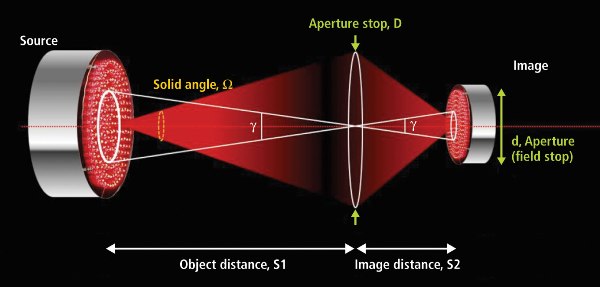 Aperture stop, D
Source
Image
Solid angle, Ω
γ
γ
d, Aperture
(field stop)
Object distance, S1
Image distance, S2